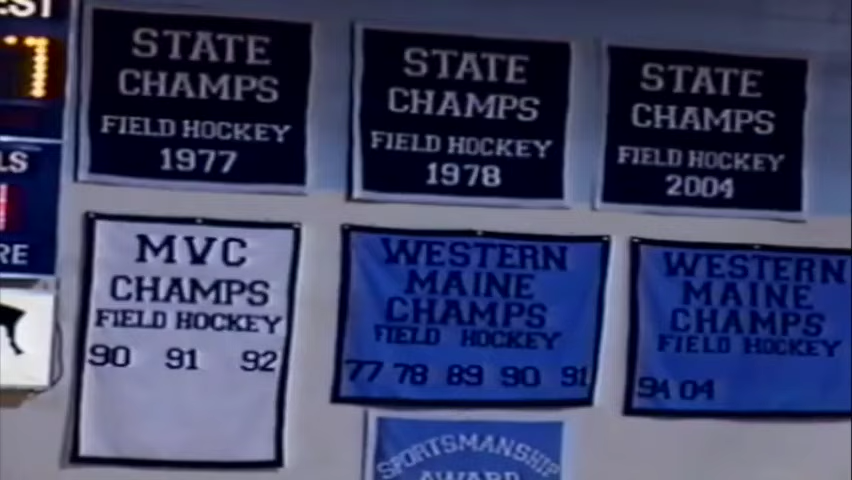 STATE
CHAMPS
FIELD HOCKEY
1977
STATE
CHAMPS
FIELD HOCKEY
1978
STATE
CHAMPS
FIELD HOCKEY
2004
MVC
CHAMPS
FIELD HOCKEY
90 91 92
WESTERN
MAINE
CHAMPS
FIELD HOCKEY
77 78 89 90 91
WESTERN
MAINE
CHAMPS
FIELD HOCKEY
94 04
SPORTSMANSHIP
AWARD